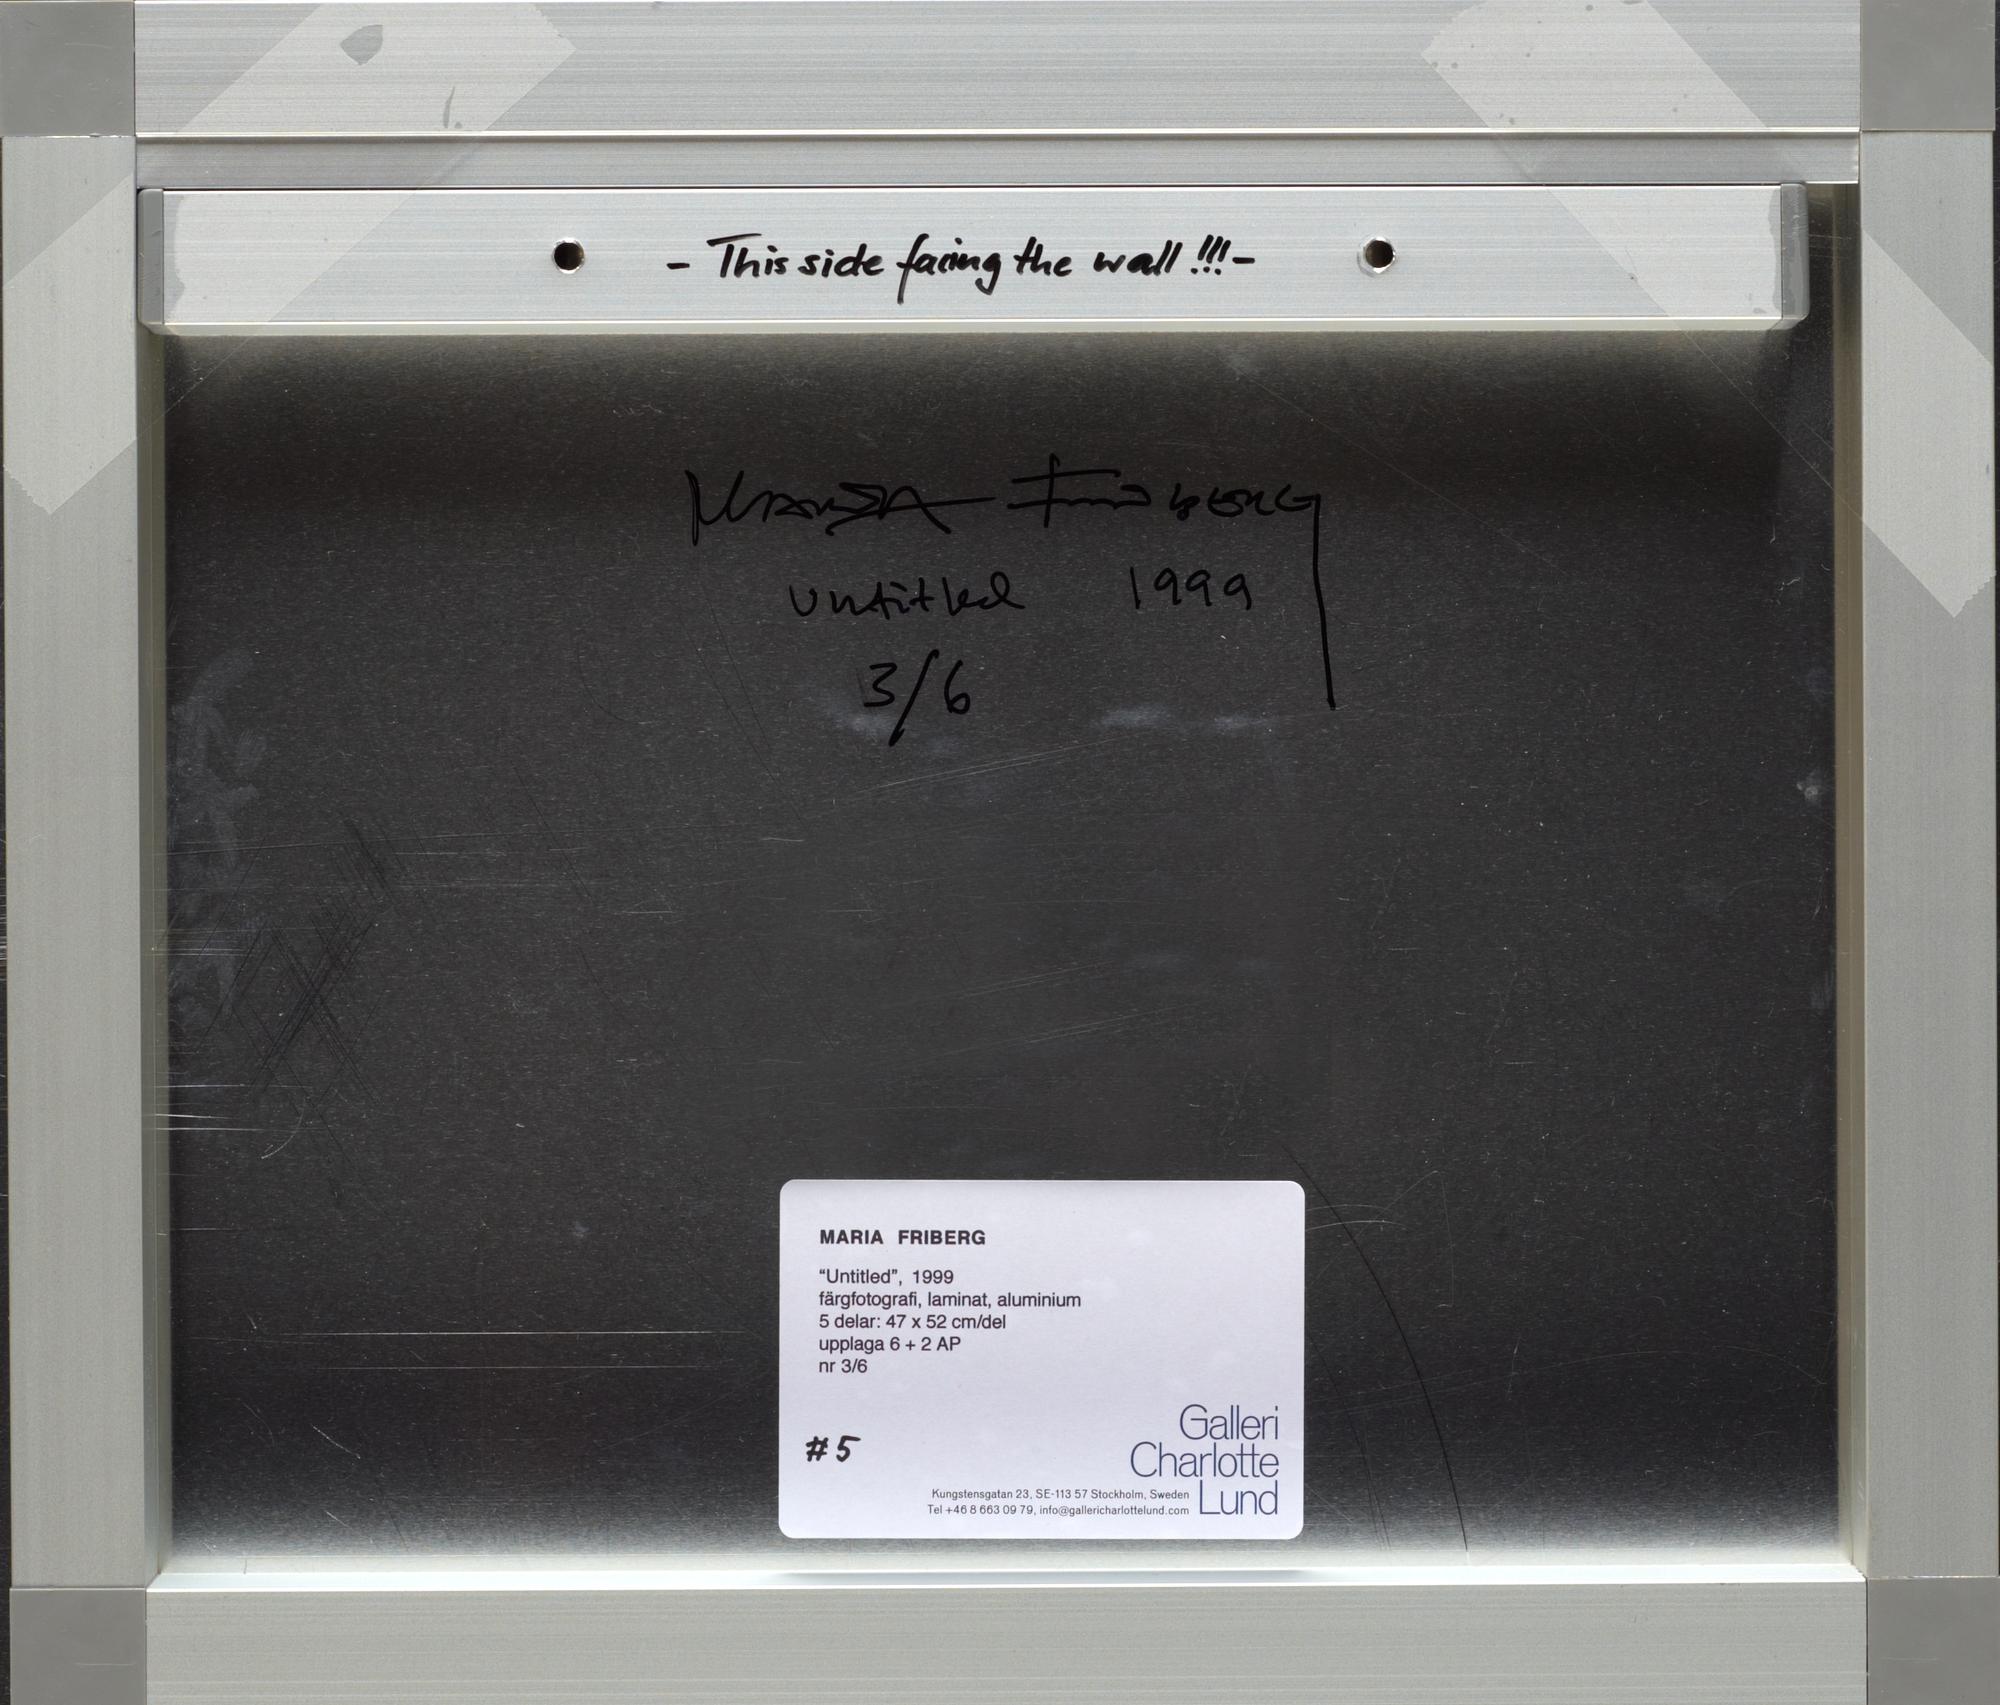 - This side facing the wall !!! -
Maria Friberg
Untitled 1999
3/6
MARIA FRIBERG
“Untitled”, 1999
färgfotografi, laminat, aluminium
5 delar: 47 x 52 cm/del
upplaga 6 + 2 AP
nr 3/6
#5
Galleri
Charlotte
Lund
Kungstensgatan 23, SE-113 57 Stockholm, Sweden
Tel +46 8 663 09 79, info@gallericharlottelund.com